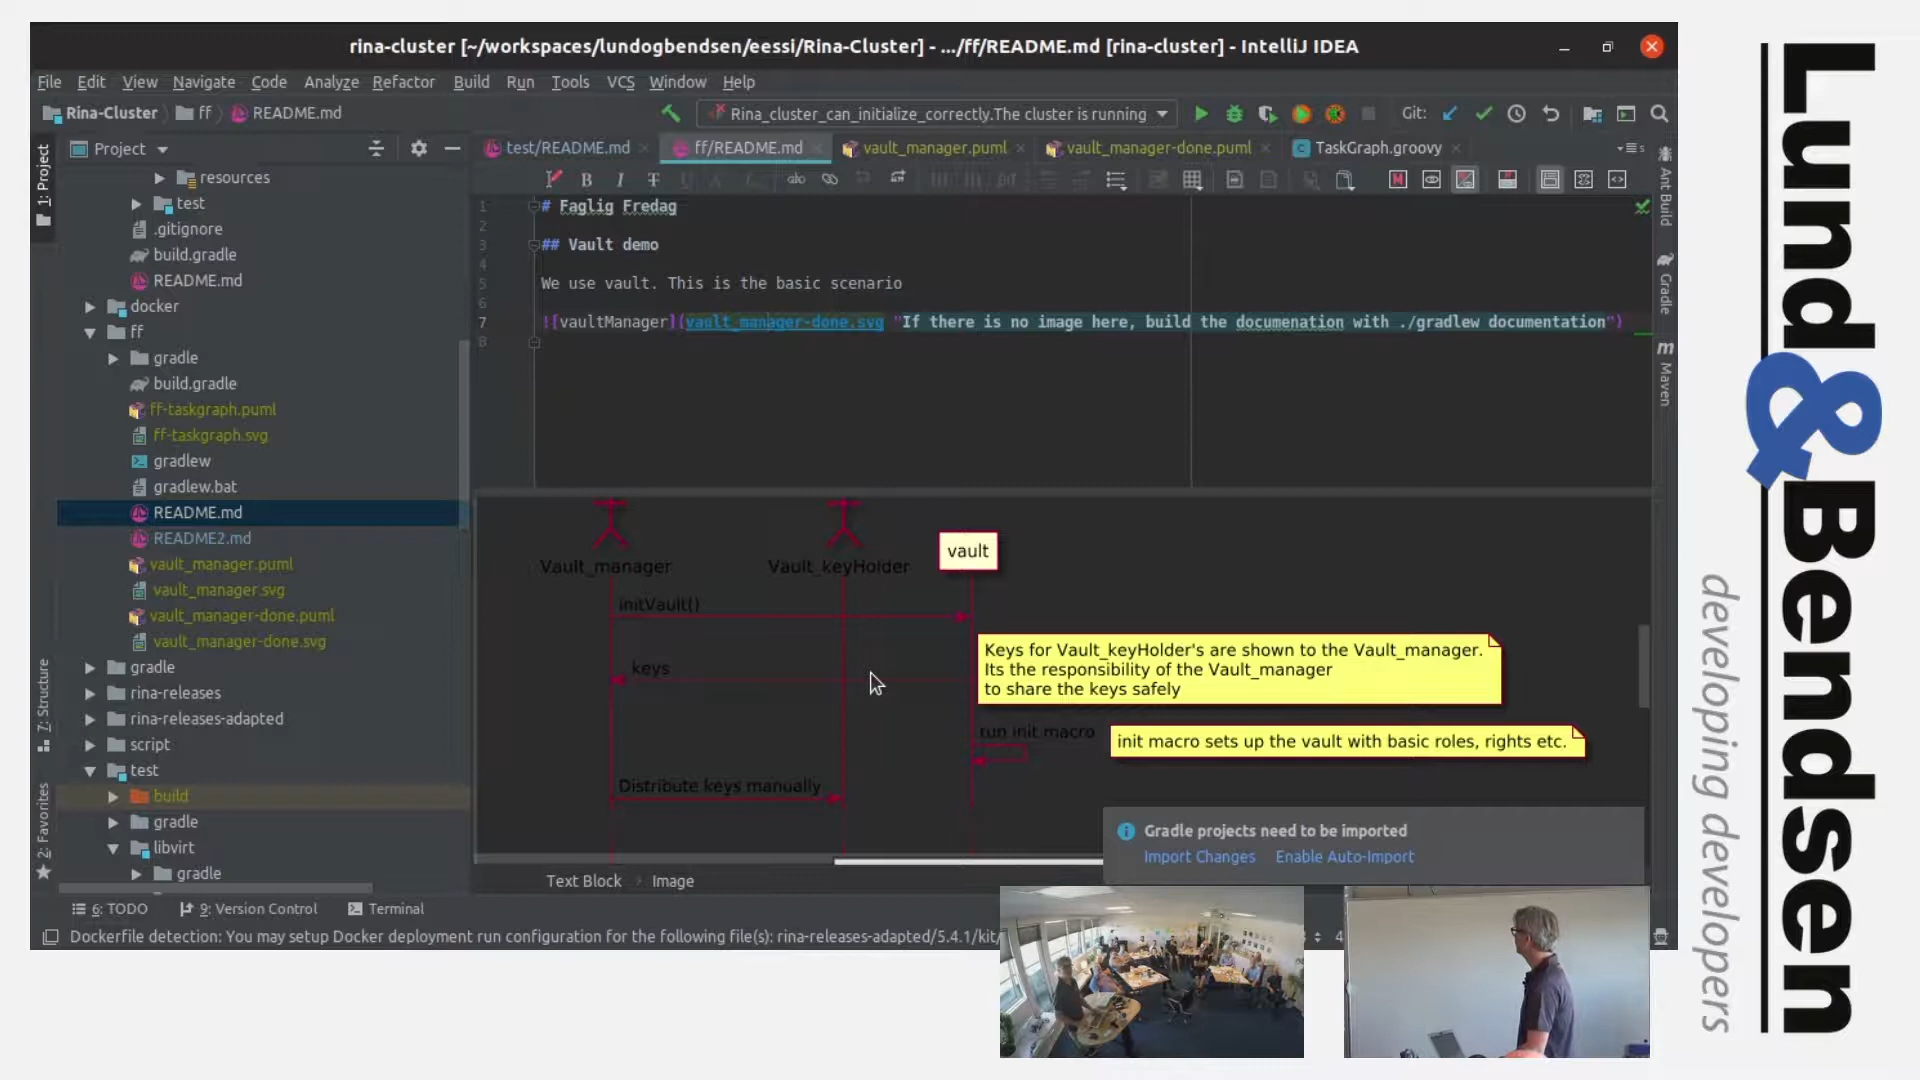 rina-cluster [~/workspaces/lundogbendsen/eessi/Rina-Cluster] - .../ff/README.md [rina-cluster] - IntelliJ IDEA
File Edit View Navigate Code Analyze Refactor Build Run Tools VCS Window Help
Rina-Cluster ff README.md
Rina_cluster_can_initialize_correctly.The cluster is running
Git:
1: Project
Project
test/README.md
ff/README.md
vault_manager.puml
vault_manager-done.puml
TaskGraph.groovy
resources
test
.gitignore
build.gradle
README.md
docker
ff
gradle
build.gradle
ff-taskgraph.puml
ff-taskgraph.svg
gradlew
gradlew.bat
README.md
README2.md
vault_manager.puml
vault_manager.svg
vault_manager-done.puml
vault_manager-done.svg
gradle
rina-releases
rina-releases-adapted
script
test
build
gradle
libvirt
gradle
7: Structure
2: Favorites
B I T abc
1 # Faglig Fredag
2
3 ## Vault demo
4
5 We use vault. This is the basic scenario
6
7 ![vaultManager](vault_manager-done.svg "If there is no image here, build the documenation with ./gradlew documentation")
8
Ant Build
Gradle
Maven
Vault_manager
Vault_keyHolder
vault
initVault()
keys
Keys for Vault_keyHolder's are shown to the Vault_manager.
Its the responsibility of the Vault_manager
to share the keys safely
run init macro
init macro sets up the vault with basic roles, rights etc.
Distribute keys manually
Gradle projects need to be imported
Import Changes Enable Auto-Import
Text Block Image
6: TODO 9: Version Control Terminal
Dockerfile detection: You may setup Docker deployment run configuration for the following file(s): rina-releases-adapted/5.4.1/kit/
Lund&Bendsen
developing developers